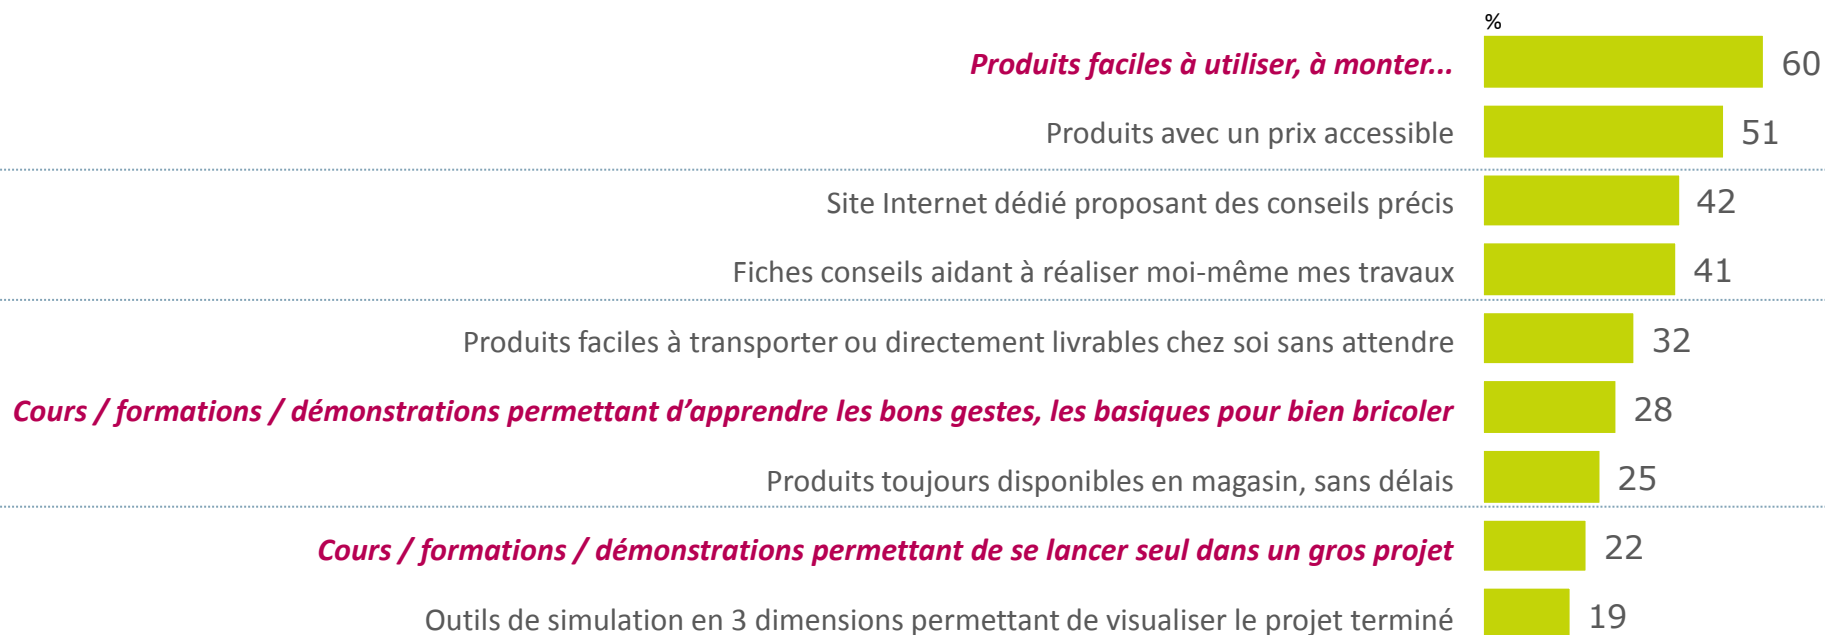 %
Produits faciles à utiliser, à monter... 60
Produits avec un prix accessible 51
Site Internet dédié proposant des conseils précis 42
Fiches conseils aidant à réaliser moi-même mes travaux 41
Produits faciles à transporter ou directement livrables chez soi sans attendre 32
Cours / formations / démonstrations permettant d’apprendre les bons gestes, les basiques pour bien bricoler 28
Produits toujours disponibles en magasin, sans délais 25
Cours / formations / démonstrations permettant de se lancer seul dans un gros projet 22
Outils de simulation en 3 dimensions permettant de visualiser le projet terminé 19